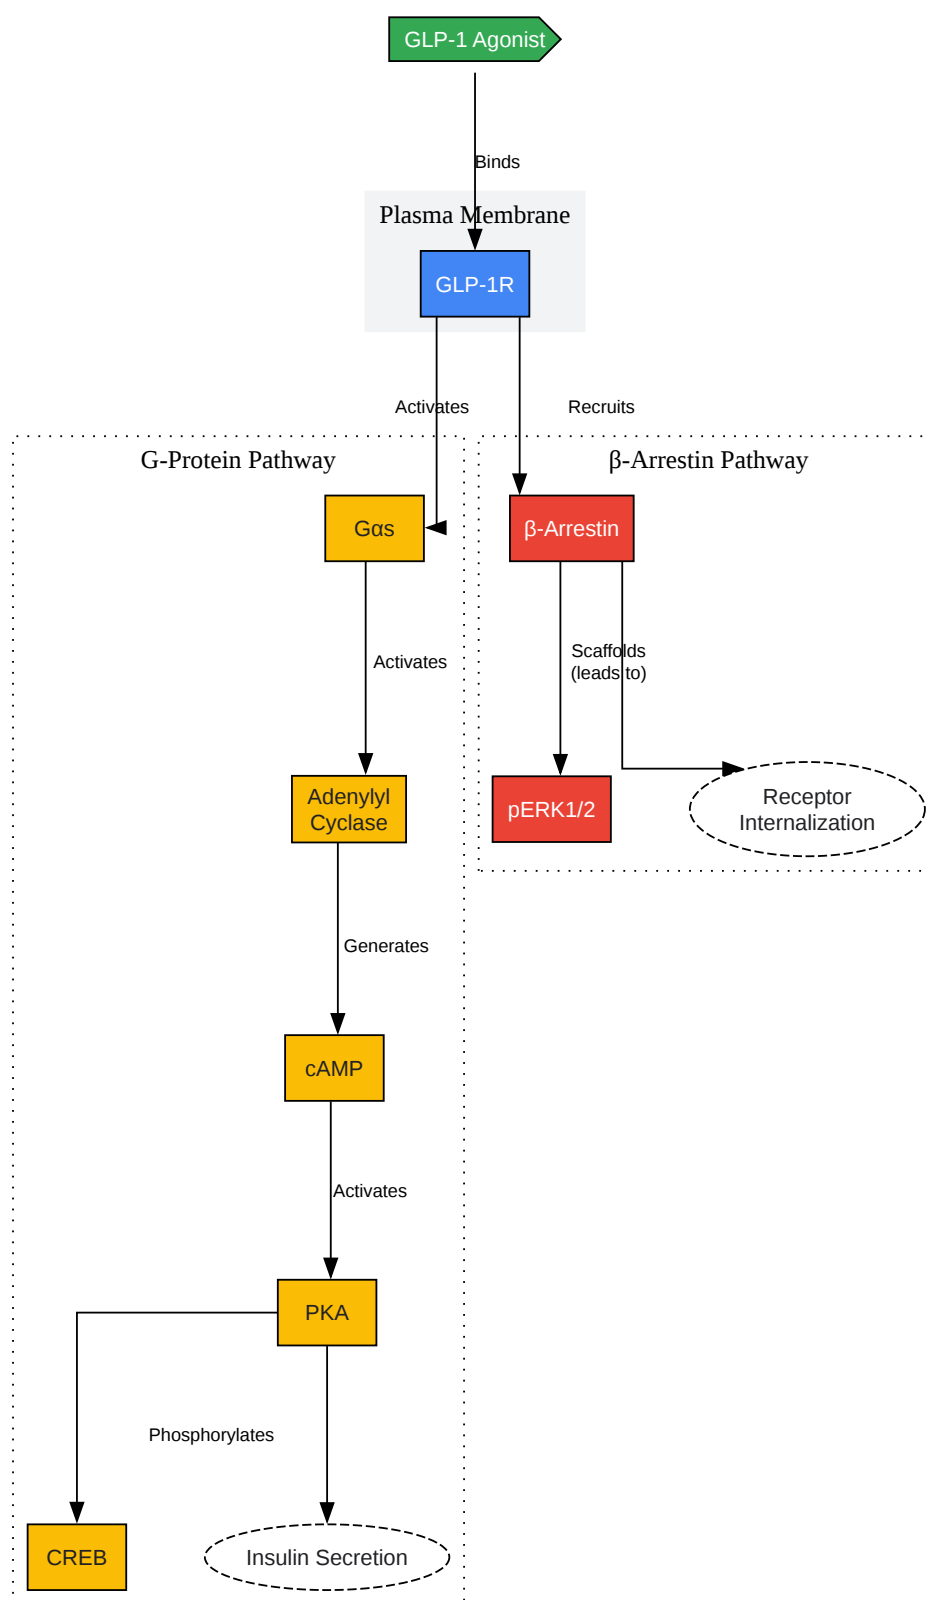 GLP-1 Agonist
Binds
Plasma Membrane
GLP-1R
Activates
Recruits
G-Protein Pathway
β-Arrestin Pathway
Gαs
β-Arrestin
Activates
Scaffolds
(leads to)
Adenylyl
Cyclase
pERK1/2
Receptor
Internalization
Generates
cAMP
Activates
PKA
Phosphorylates
CREB
Insulin Secretion